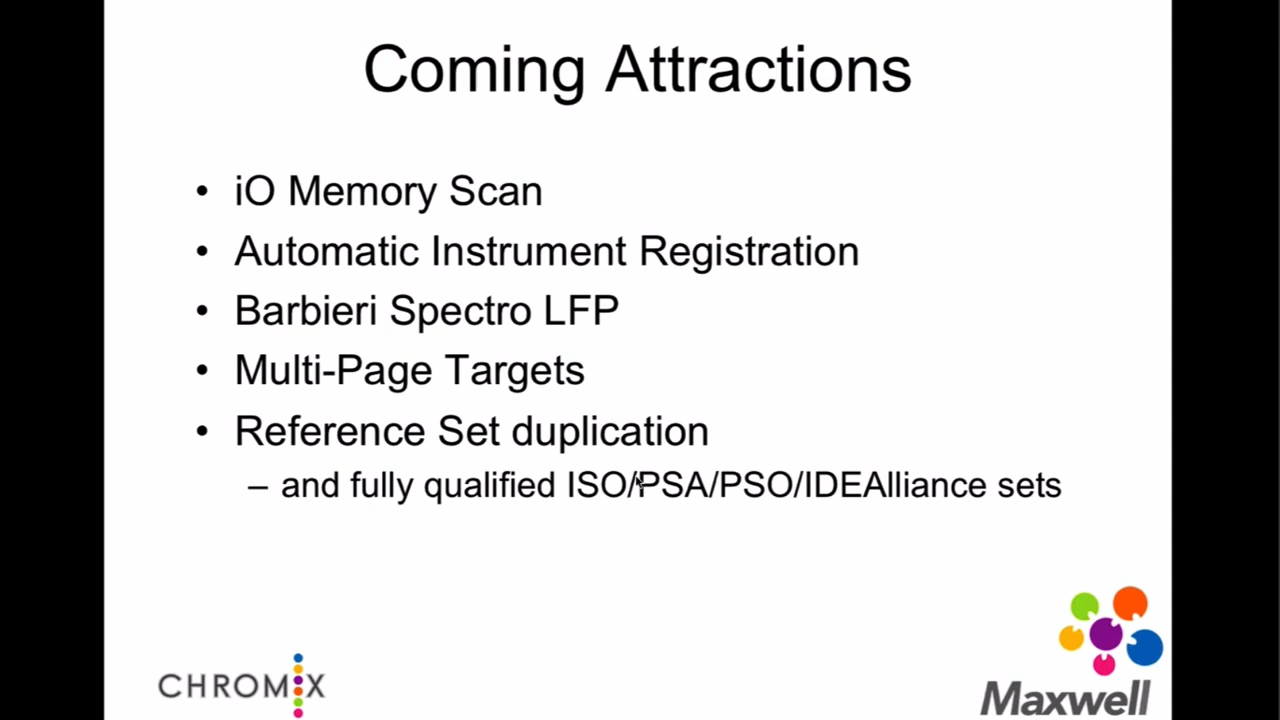 Coming Attractions
• iO Memory Scan
• Automatic Instrument Registration
• Barbieri Spectro LFP
• Multi-Page Targets
• Reference Set duplication
– and fully qualified ISO/PSA/PSO/IDEAlliance sets
CHROMIX
Maxwell